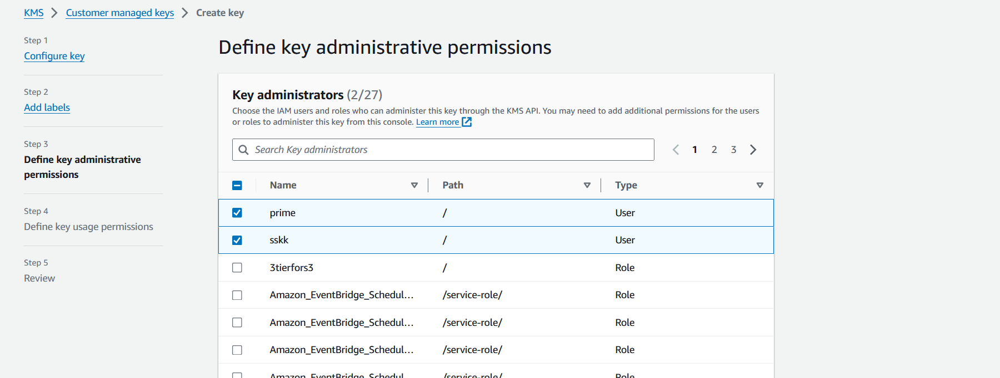 KMS > Customer managed keys > Create key
Step 1
Configure key
Step 2
Add labels
Step 3
Define key administrative
permissions
Step 4
Define key usage permissions
Step 5
Review
Define key administrative permissions
Key administrators (2/27)
Choose the IAM users and roles who can administer this key through the KMS API. You may need to add additional permissions for the users
or roles to administer this key from this console. Learn more
Search Key administrators
1 2 3
Name Path Type
prime / User
sskk / User
3tierfors3 / Role
Amazon_EventBridge_Schedul... /service-role/ Role
Amazon_EventBridge_Schedul... /service-role/ Role
Amazon_EventBridge_Schedul... /service-role/ Role
Amazon_EventBridge_Schedul... /service-role/ Role